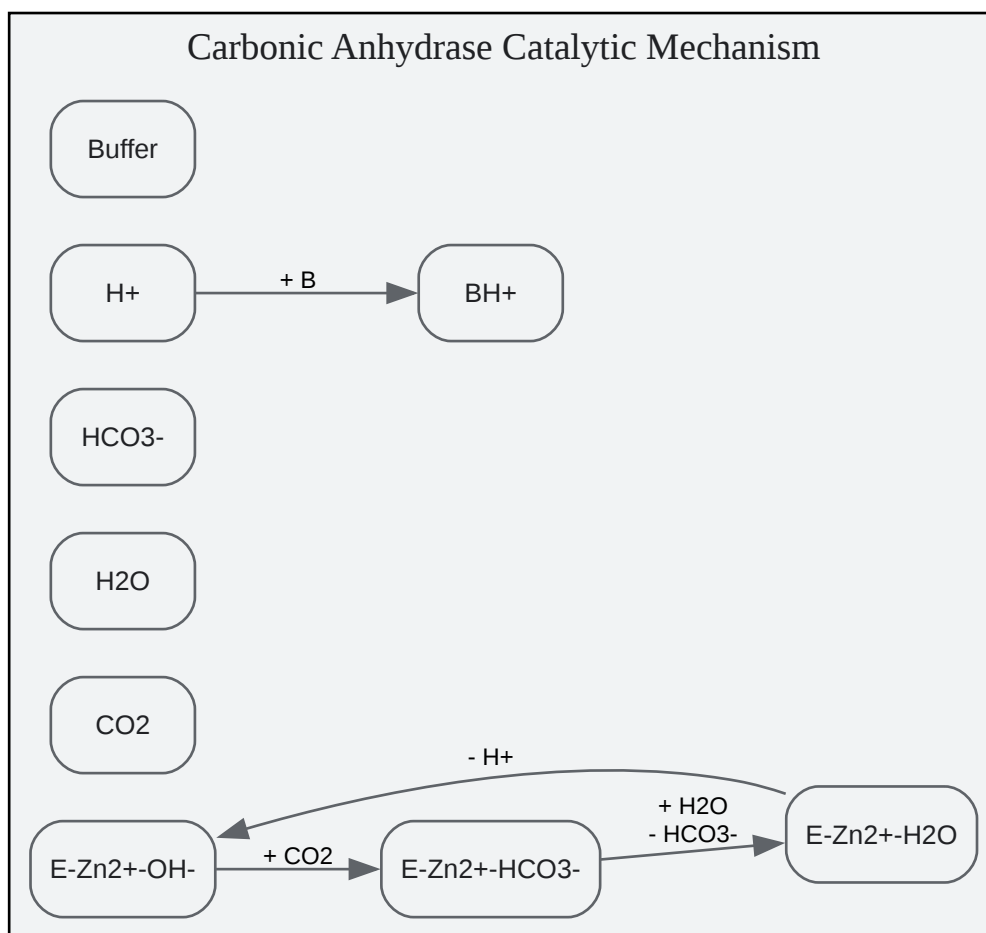 Carbonic Anhydrase Catalytic Mechanism
Buffer
H+
+ B
BH+
HCO3-
H2O
CO2
- H+
E-Zn2+-OH-
+ CO2
E-Zn2+-HCO3-
+ H2O
- HCO3-
E-Zn2+-H2O